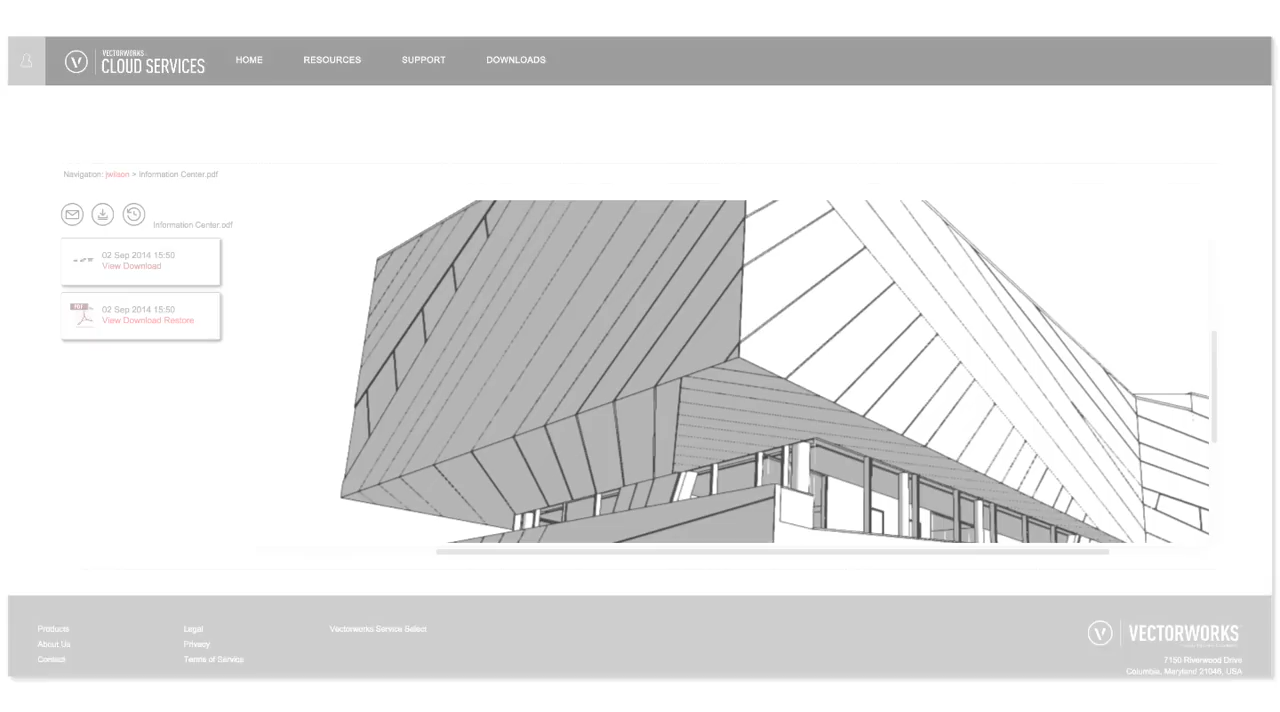 VECTORWORKS
CLOUD SERVICES
HOME
RESOURCES
SUPPORT
DOWNLOADS
Navigation: jwilson > Information Center.pdf
Information Center.pdf
02 Sep 2014 15:50
View Download
PDF
02 Sep 2014 15:50
View Download Restore
Products
About Us
Contact
Legal
Privacy
Terms of Service
Vectorworks Service Select
VECTORWORKS
7150 Riverwood Drive
Columbia, Maryland 21046, USA